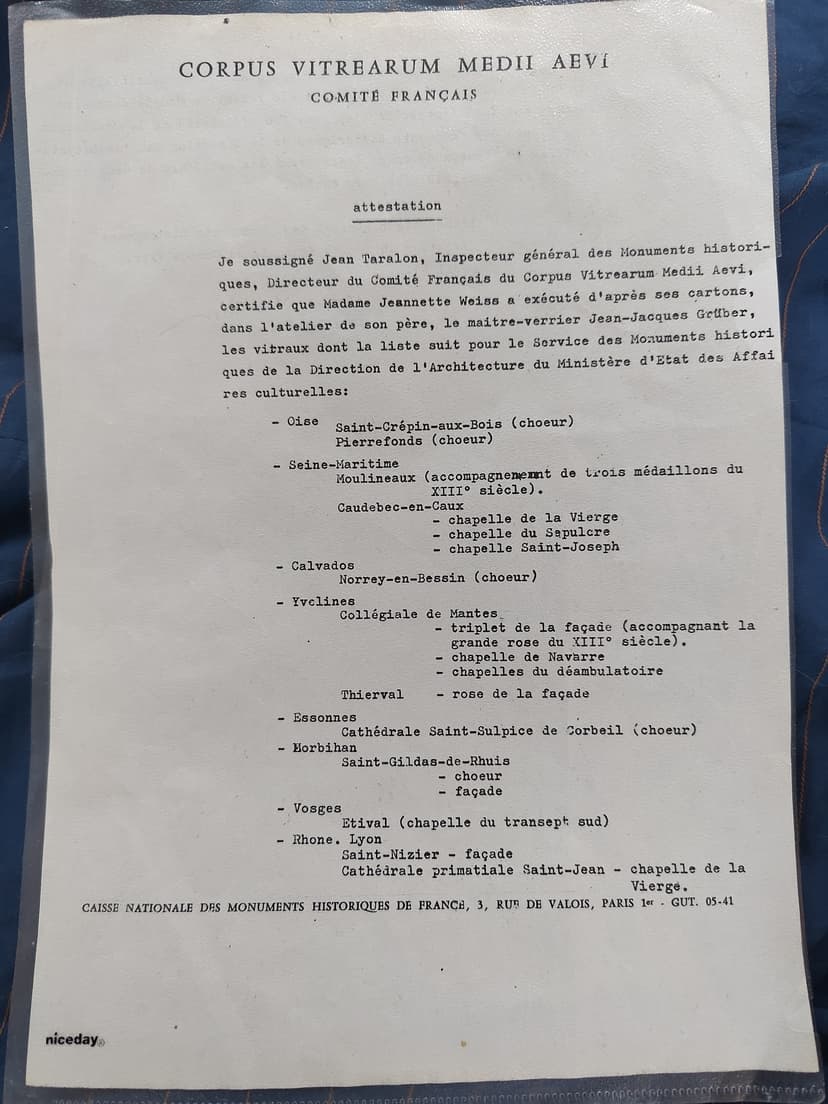 CORPUS VITREARUM MEDII AEVI
COMITÉ FRANÇAIS
attestation
Je soussigné Jean Taralon, Inspecteur général des Monuments histori-
ques, Directeur du Comité Français du Corpus Vitrearum Medii Aevi,
certifie que Madame Jeannette Weiss a exécuté d'après ses cartons,
dans l'atelier de son père, le maitre-verrier Jean-Jacques Grüber,
les vitraux dont la liste suit pour le Service des Monuments histori
ques de la Direction de l'Architecture du Ministère d'Etat des Affai
res culturelles:
- Oise Saint-Crépin-aux-Bois (choeur)
Pierrefonds (choeur)
- Seine-Maritime
Moulineaux (accompagnement de trois médaillons du
XIII° siècle).
Caudebec-en-Caux
- chapelle de la Vierge
- chapelle du Sapulcre
- chapelle Saint-Joseph
- Calvados
Norrey-en-Bessin (choeur)
- Yvelines
Collégiale de Mantes
- triplet de la façade (accompagnant la
grande rose du XIII° siècle).
- chapelle de Navarre
- chapelles du déambulatoire
Thierval - rose de la façade
- Essonnes
Cathédrale Saint-Sulpice de Corbeil (choeur)
- Morbihan
Saint-Gildas-de-Rhuis
- choeur
- façade
- Vosges
Etival (chapelle du transept sud)
- Rhone. Lyon
Saint-Nizier - façade
Cathédrale primatiale Saint-Jean - chapelle de la
Vierge.
CAISSE NATIONALE DES MONUMENTS HISTORIQUES DE FRANCE, 3, RUE DE VALOIS, PARIS 1er - GUT. 05-41
niceday®